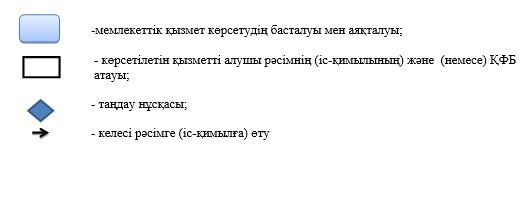 -мемлекеттік қызмет көрсетудің басталуы мен аяқталуы;
- көрсетілетін қызметті алушы рәсімнің (іс-қимылының) және (немесе) ҚФБ
атауы;
- таңдау нұсқасы;
- келесі рәсімге (іс-қимылға) өту